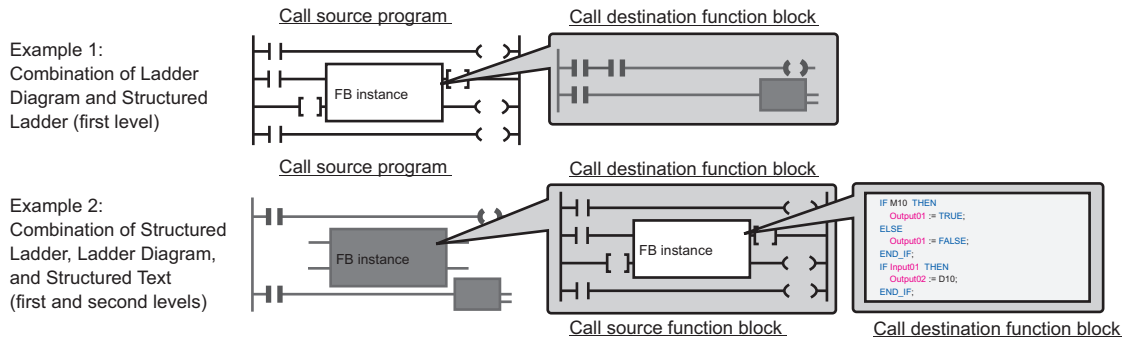 Call source program
Call destination function block
Example 1:
Combination of Ladder
Diagram and Structured
Ladder (first level)
FB instance
Call source program
Call destination function block
Example 2:
Combination of Structured
Ladder, Ladder Diagram,
and Structured Text
(first and second levels)
FB instance
FB instance
IF M10 THEN
Output01 := TRUE;
ELSE
Output01 := FALSE;
END_IF;
IF Input01 THEN
Output02 := D10;
END_IF;
Call source function block
Call destination function block